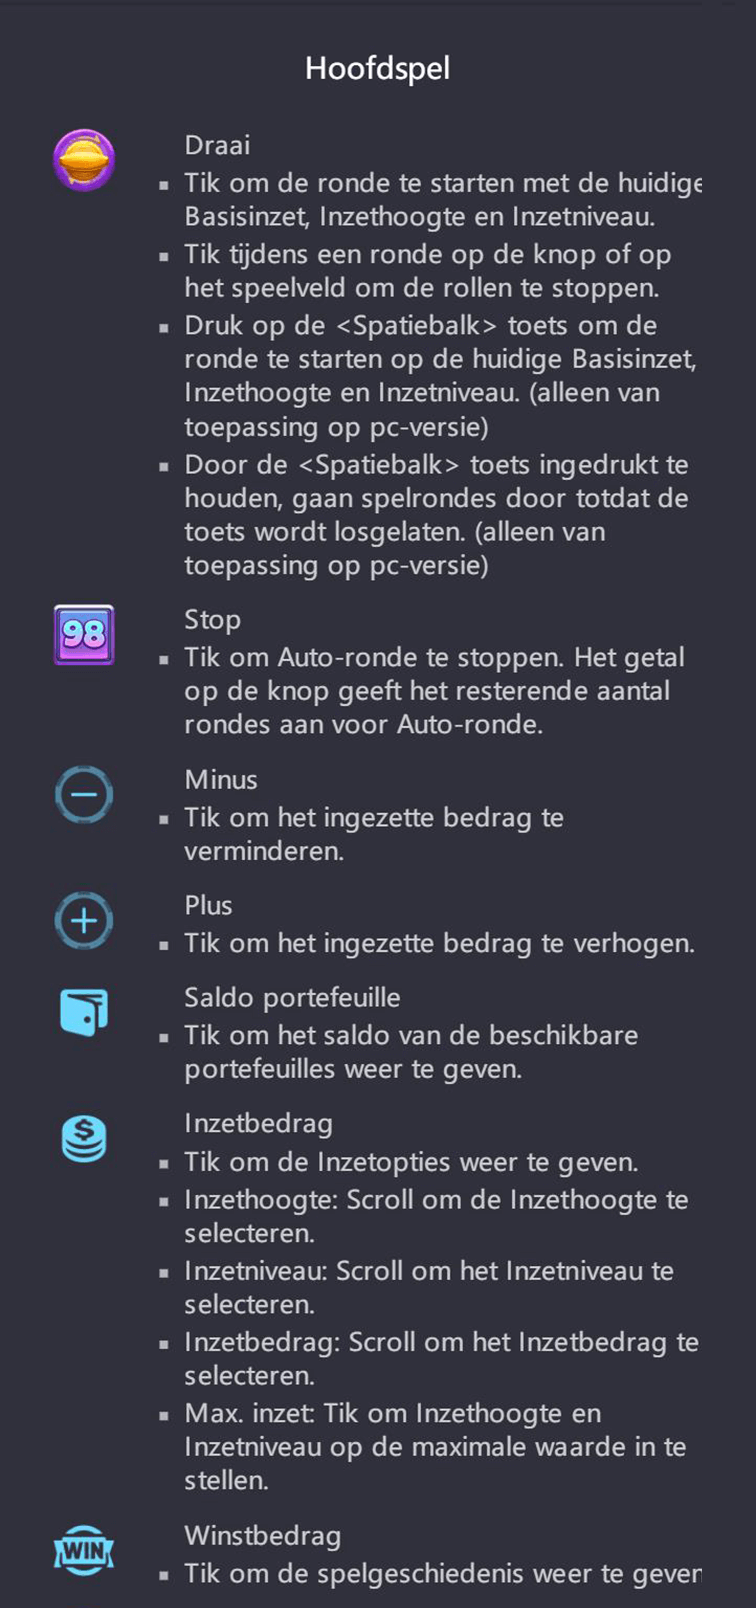 Hoofdspel
Draai
▪ Tik om de ronde te starten met de huidige
Basisinzet, Inzethoogte en Inzetniveau.
▪ Tik tijdens een ronde op de knop of op
het speelveld om de rollen te stoppen.
▪ Druk op de <Spatiebalk> toets om de
ronde te starten op de huidige Basisinzet,
Inzethoogte en Inzetniveau. (alleen van
toepassing op pc-versie)
▪ Door de <Spatiebalk> toets ingedrukt te
houden, gaan spelrondes door totdat de
toets wordt losgelaten. (alleen van
toepassing op pc-versie)
98
Stop
▪ Tik om Auto-ronde te stoppen. Het getal
op de knop geeft het resterende aantal
rondes aan voor Auto-ronde.
Minus
▪ Tik om het ingezette bedrag te
verminderen.
Plus
▪ Tik om het ingezette bedrag te verhogen.
Saldo portefeuille
▪ Tik om het saldo van de beschikbare
portefeuilles weer te geven.
$
Inzetbedrag
▪ Tik om de Inzetopties weer te geven.
▪ Inzethoogte: Scroll om de Inzethoogte te
selecteren.
▪ Inzetniveau: Scroll om het Inzetniveau te
selecteren.
▪ Inzetbedrag: Scroll om het Inzetbedrag te
selecteren.
▪ Max. inzet: Tik om Inzethoogte en
Inzetniveau op de maximale waarde in te
stellen.
WIN
Winstbedrag
▪ Tik om de spelgeschiedenis weer te geven